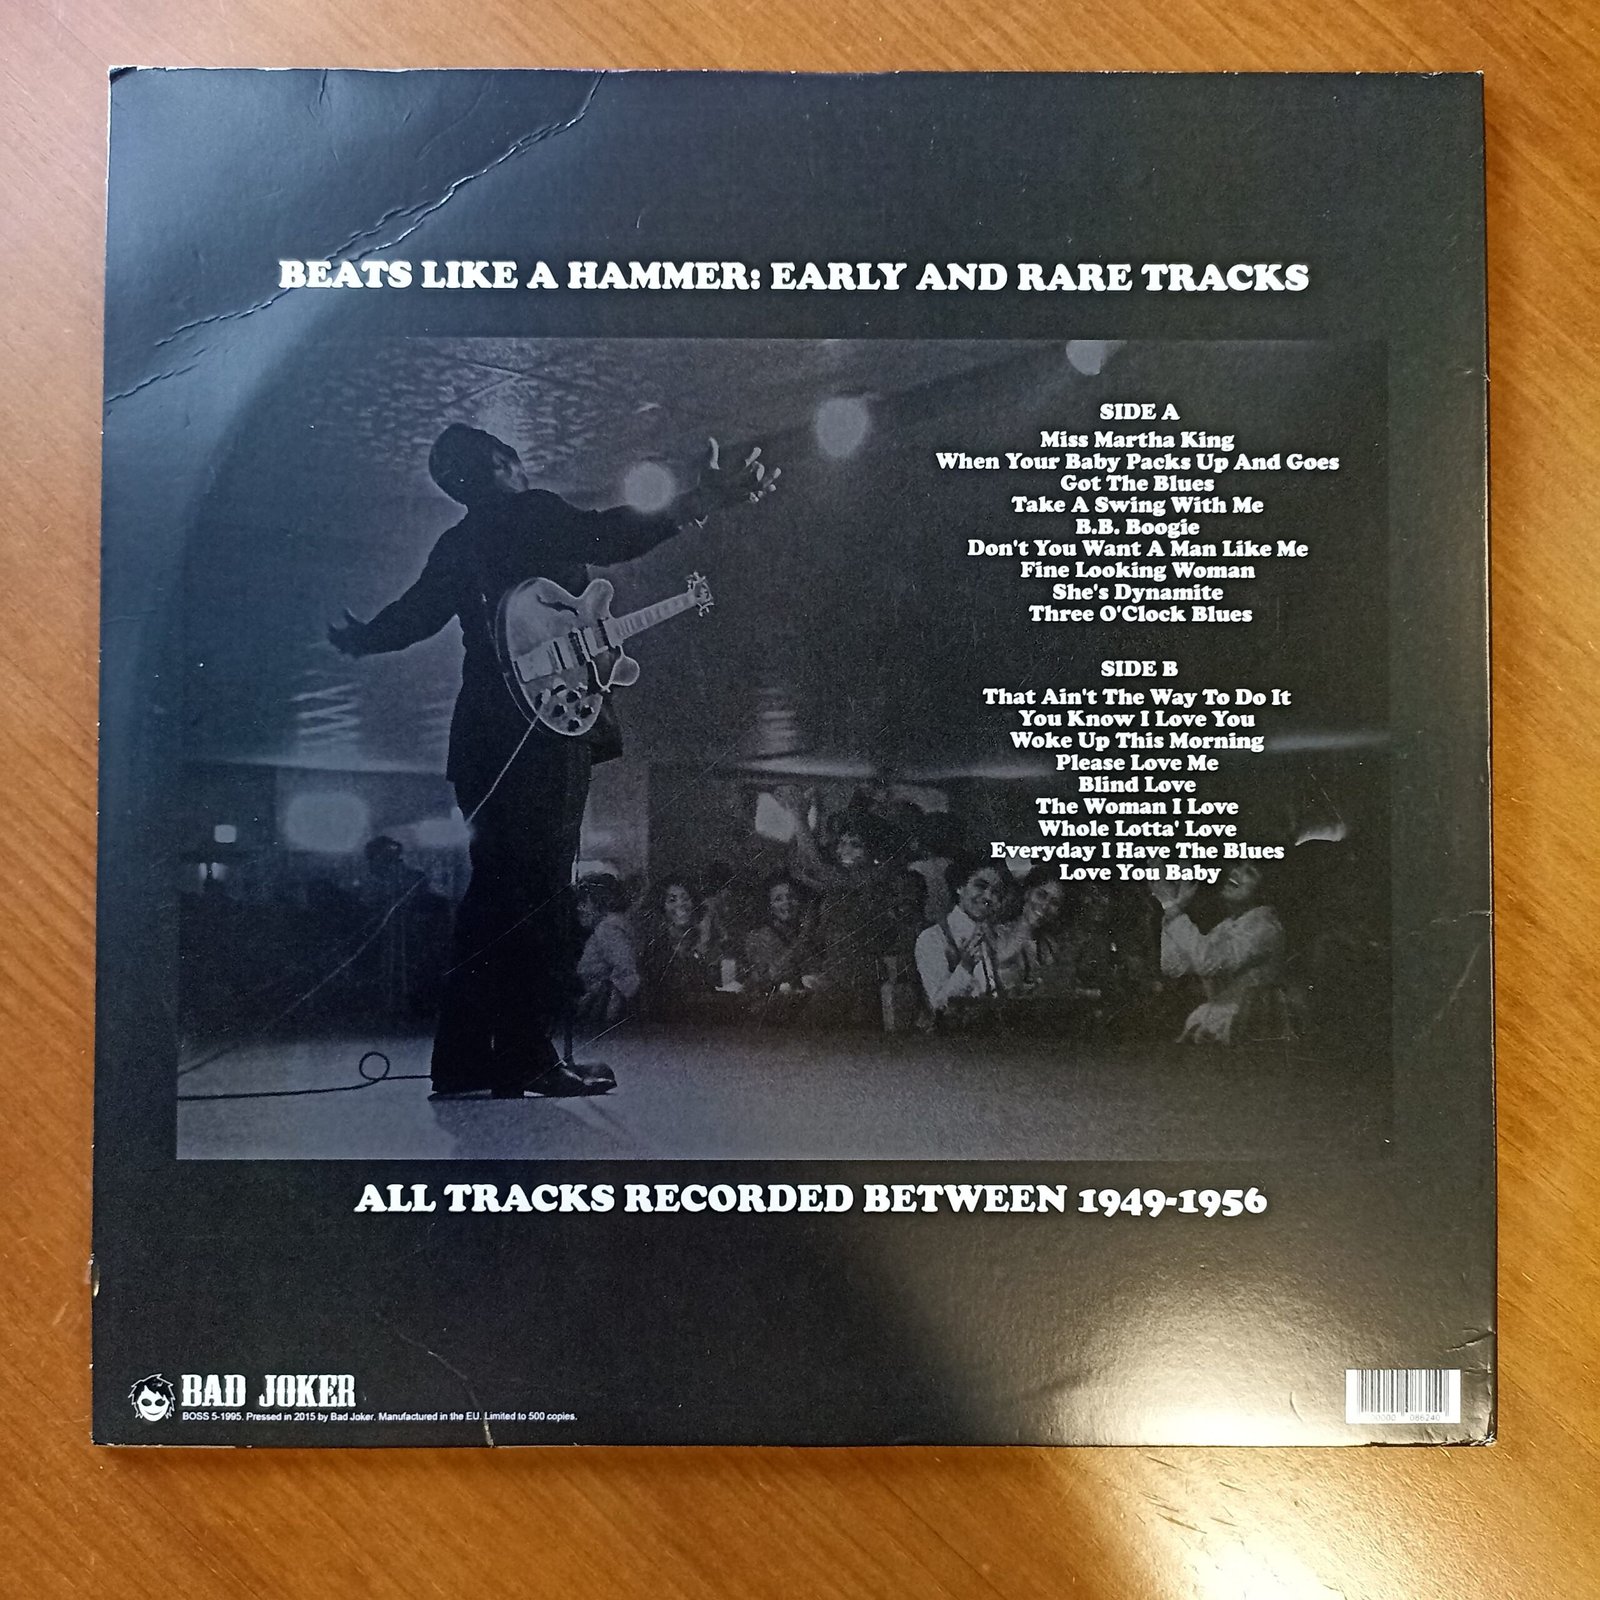 BEATS LIKE A HAMMER: EARLY AND RARE TRACKS
SIDE A
Miss Martha King
When Your Baby Packs Up And Goes
Got The Blues
Take A Swing With Me
B.B. Boogie
Don't You Want A Man Like Me
Fine Looking Woman
She's Dynamite
Three O'Clock Blues
SIDE B
That Ain't The Way To Do It
You Know I Love You
Woke Up This Morning
Please Love Me
Blind Love
The Woman I Love
Whole Lotta' Love
Everyday I Have The Blues
Love You Baby
ALL TRACKS RECORDED BETWEEN 1949-1956
BAD JOKER
BOSS 5-1995. Pressed in 2015 by Bad Joker. Manufactured in the EU. Limited to 500 copies.
086240